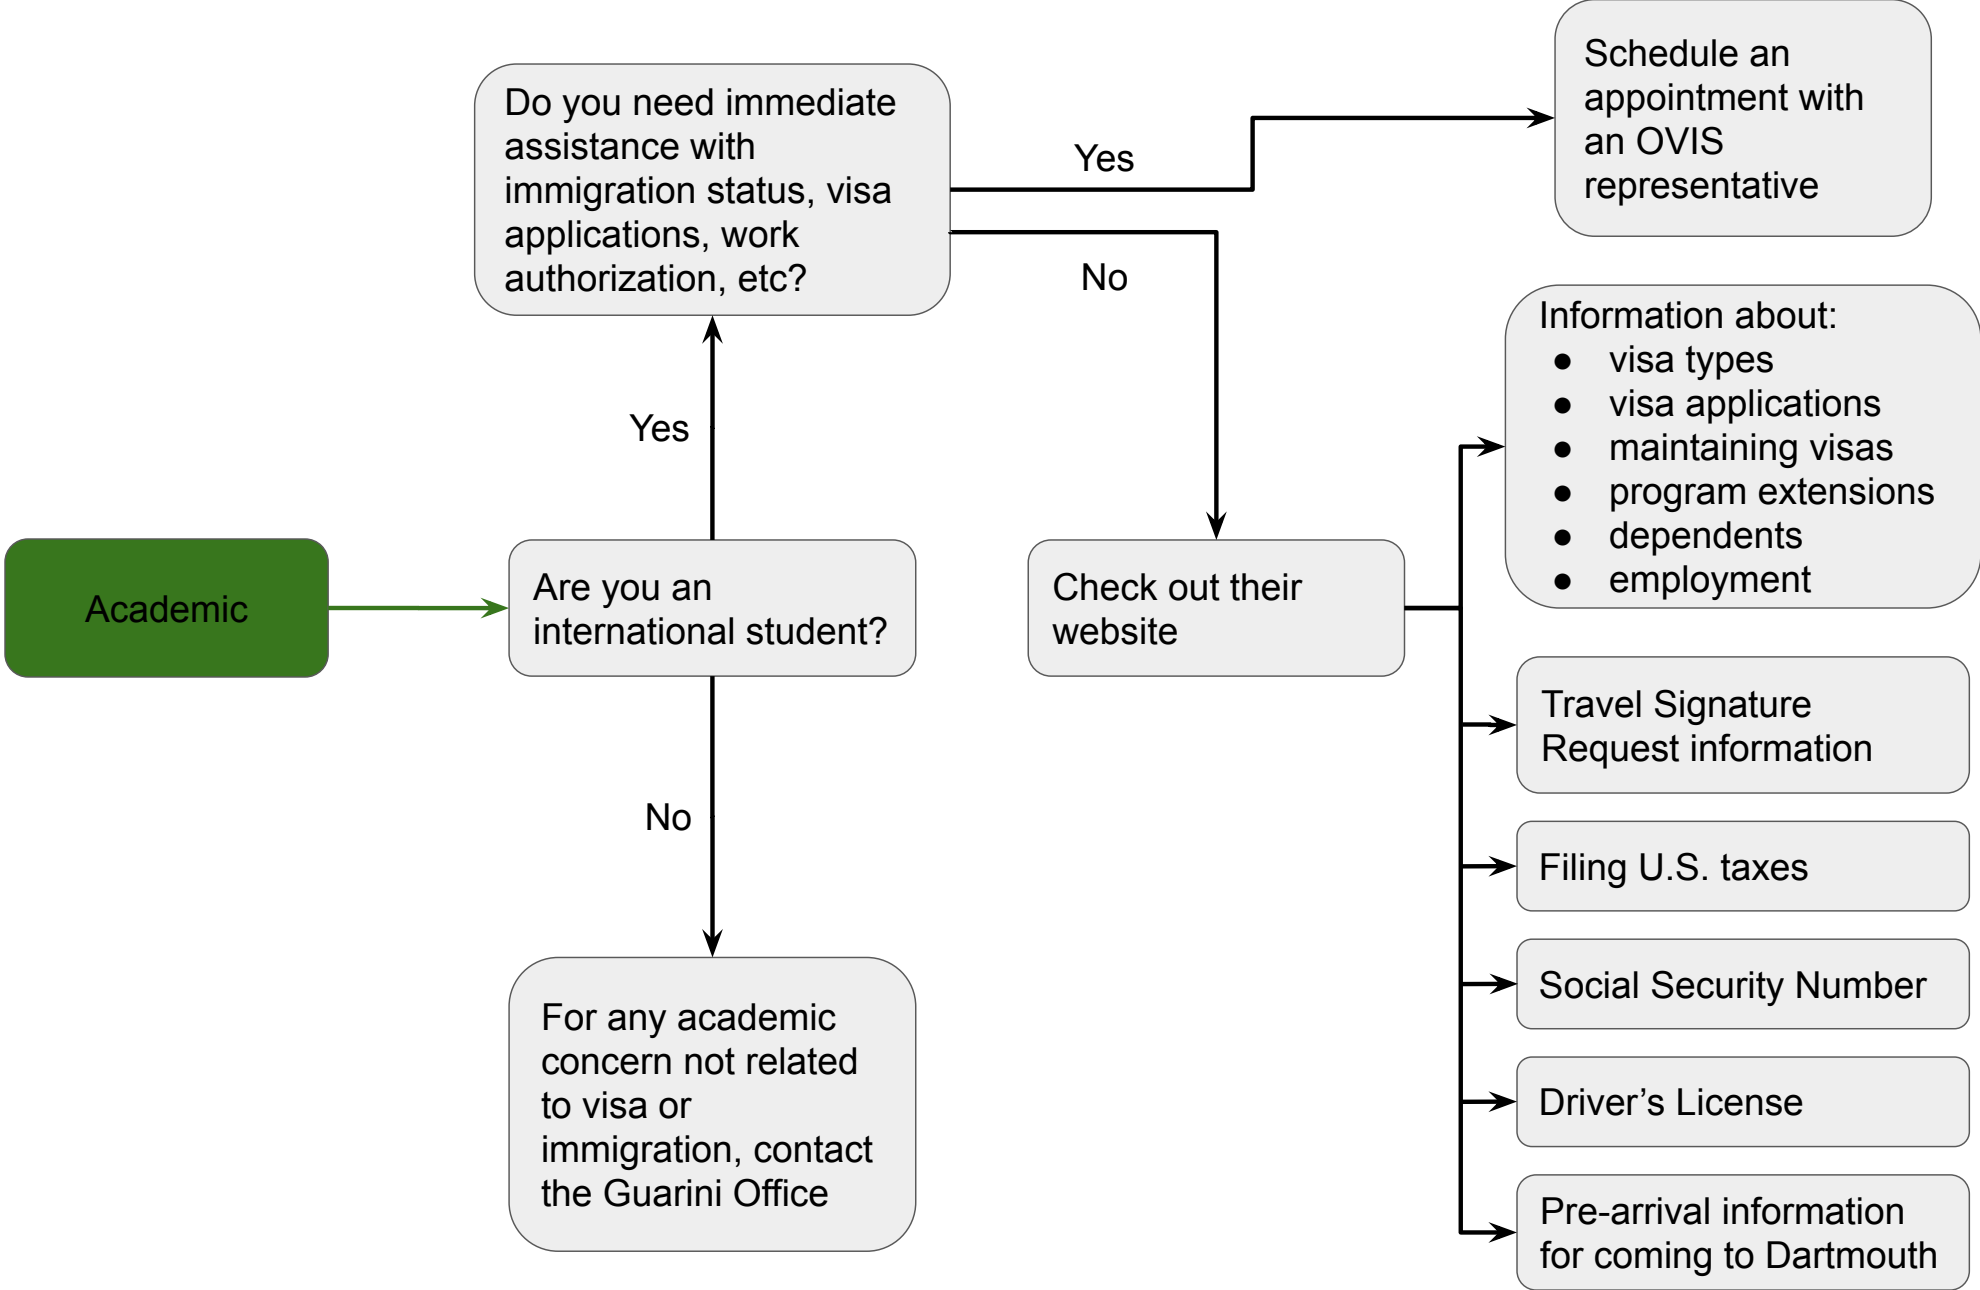 Schedule an
appointment with
an OVIS
representative
Do you need immediate
assistance with
immigration status, visa
applications, work
authorization, etc?
Yes
No
Information about:
● visa types
● visa applications
● maintaining visas
● program extensions
● dependents
● employment
Yes
Academic
Are you an
international student?
Check out their
website
Travel Signature
Request information
No
Filing U.S. taxes
Social Security Number
For any academic
concern not related
to visa or
immigration, contact
the Guarini Office
Driver’s License
Pre-arrival information
for coming to Dartmouth